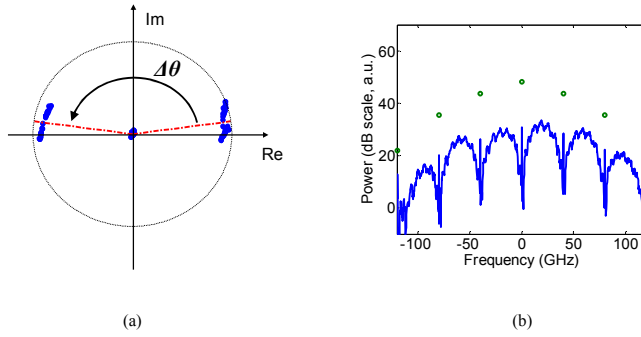 Im
Δθ
Re
(a)
Power (dB scale, a.u.)
60
40
20
0
-100
-50
0
50
100
Frequency (GHz)
(b)